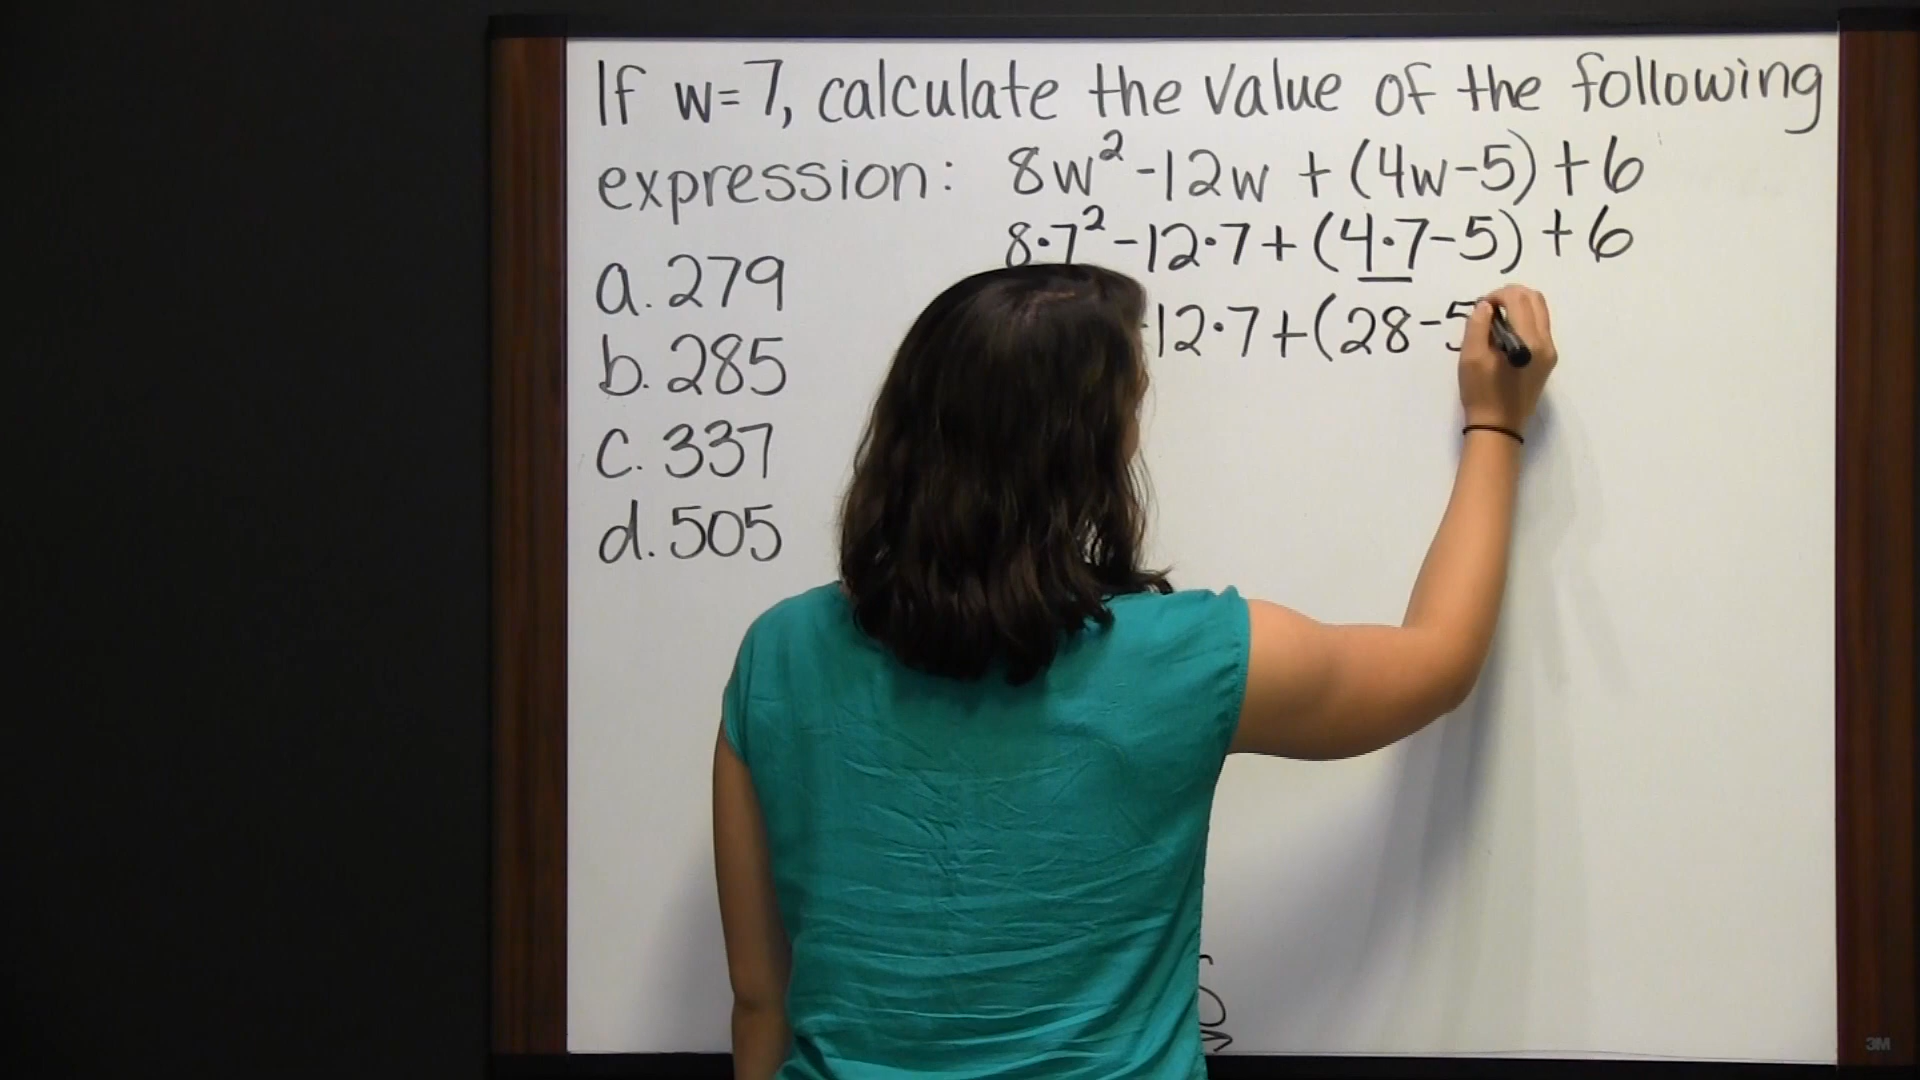 If w=7, calculate the value of the following
expression: 8w² -12w + (4w-5) +6
8·7² -12·7 + (4·7-5) +6
12·7 +(28-5
a. 279
b. 285
c. 337
d. 505
3M